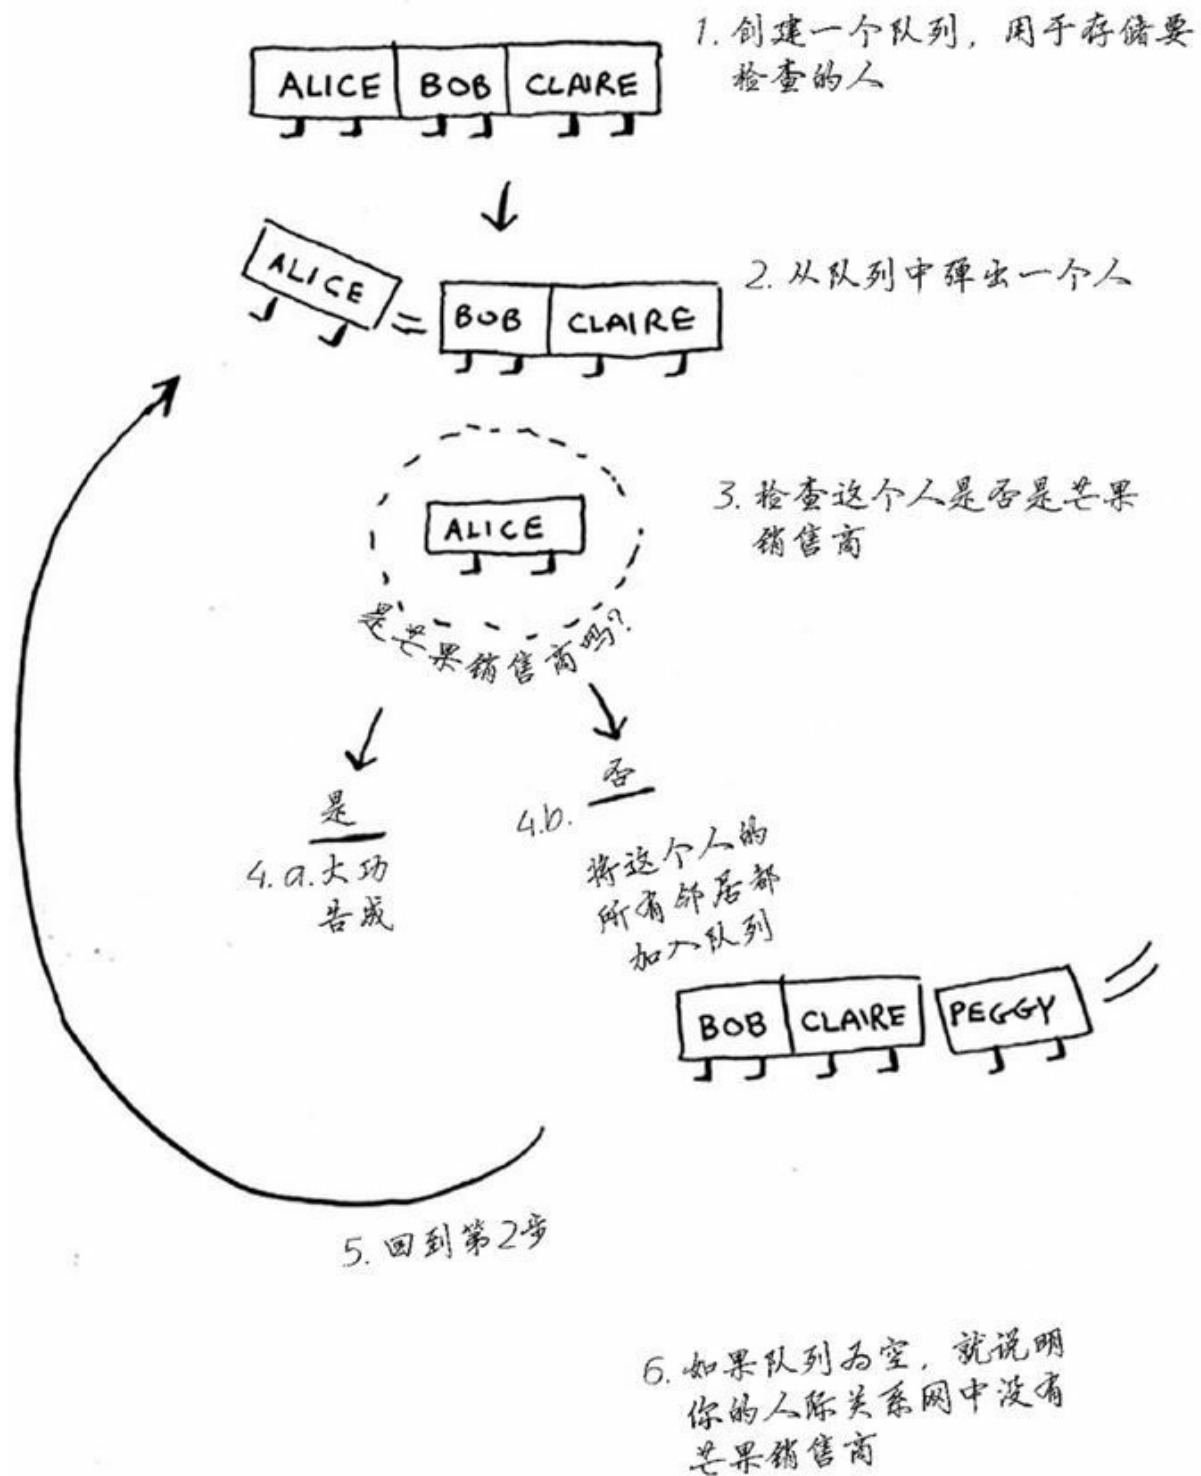 1. 创建一个队列，用于存储要
检查的人
ALICE BOB CLAIRE
ALICE BOB CLAIRE
2. 从队列中弹出一个人
3. 检查这个人是否是芒果
销售商
ALICE
是芒果销售商吗?
是
否
4.a.大功
告成
4.b.
将这个人的
所有邻居都
加入队列
BOB CLAIRE PEGGY
5. 回到第2步
6. 如果队列为空，就说明
你的人际关系网中没有
芒果销售商